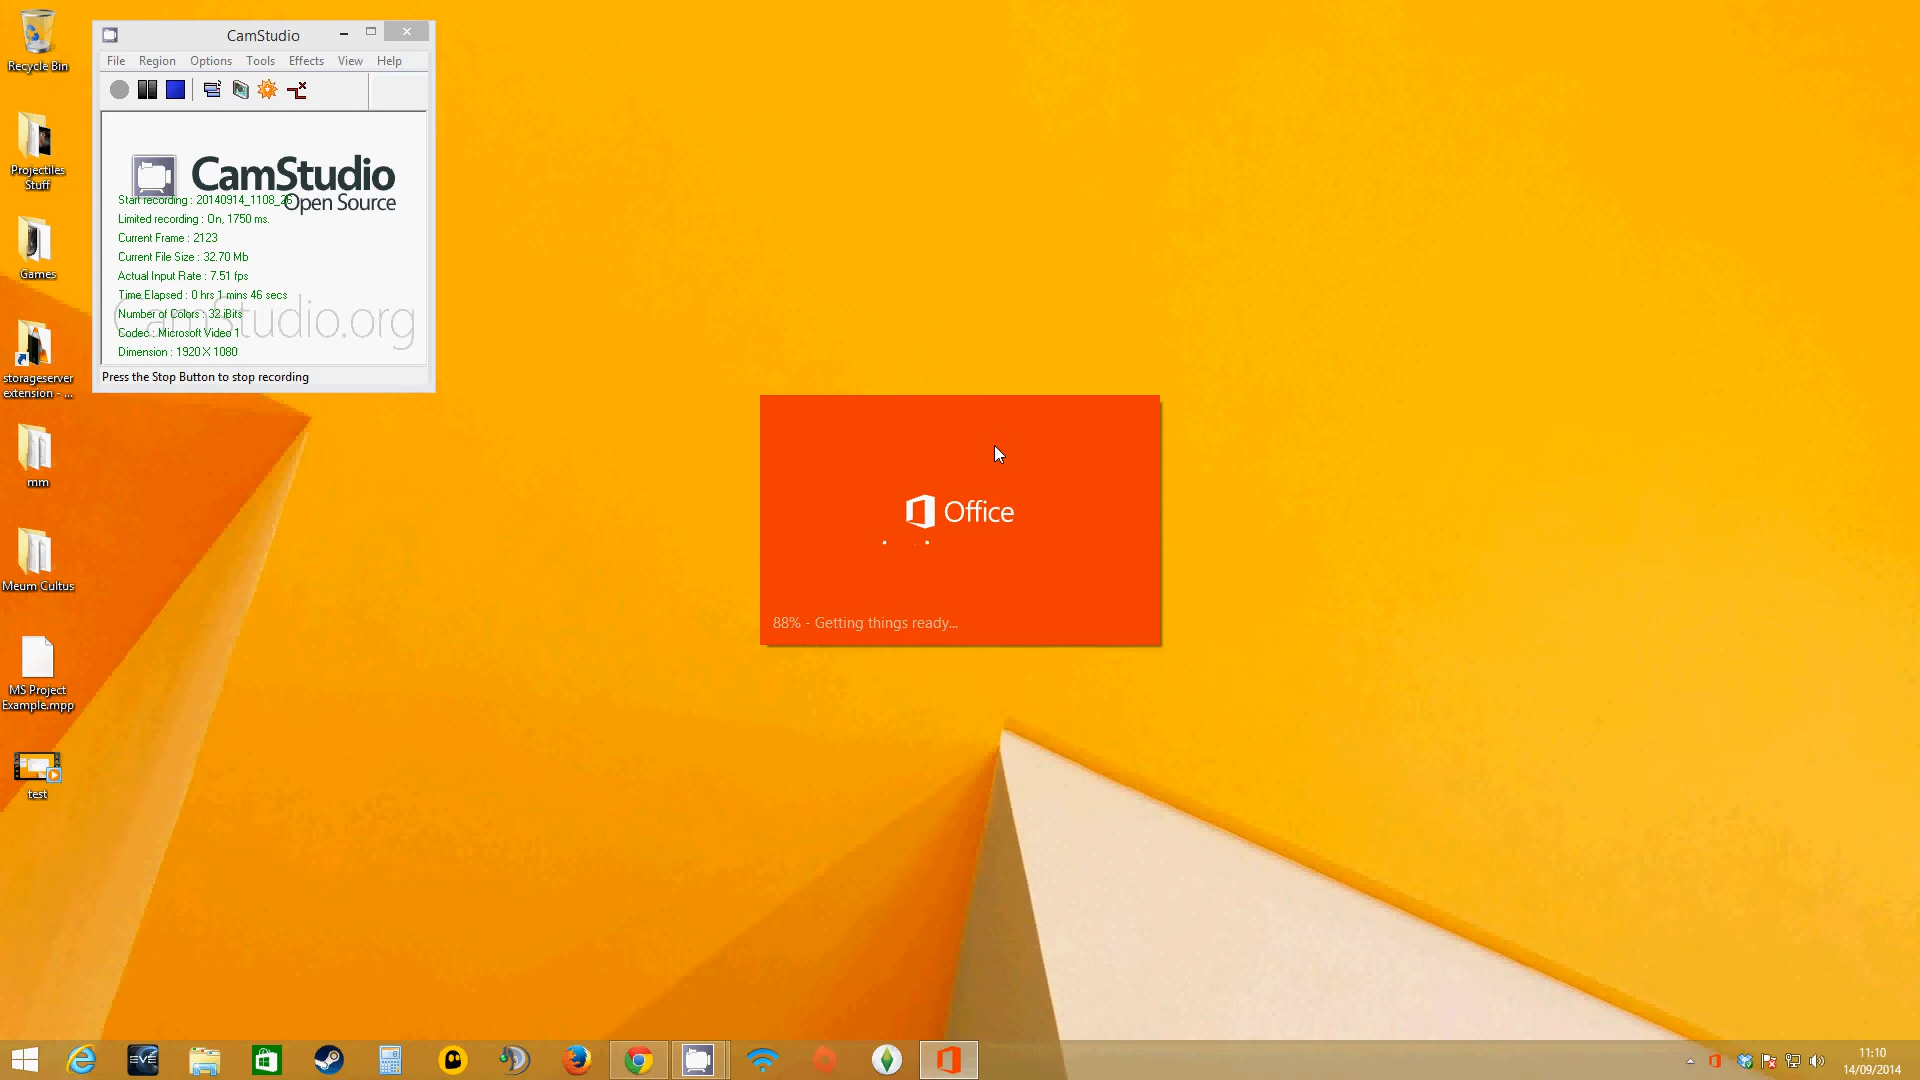 Recycle Bin
Projectiles
Stuff
Games
storageserver
extension - ...
mm
Meum Cultus
MS Project
Example.mpp
test
CamStudio
File Region Options Tools Effects View Help
CamStudio
Open Source
Start recording : 20140914_1108_26
Limited recording : On, 1750 ms.
Current Frame : 2123
Current File Size : 32.70 Mb
Actual Input Rate : 7.51 fps
Time Elapsed : 0 hrs 1 mins 46 secs
Number of Colors : 32 Bits
CamStudio.org
Codec : Microsoft Video 1
Dimension : 1920 X 1080
Press the Stop Button to stop recording
Office
88% - Getting things ready...
EVE
11:10
14/09/2014